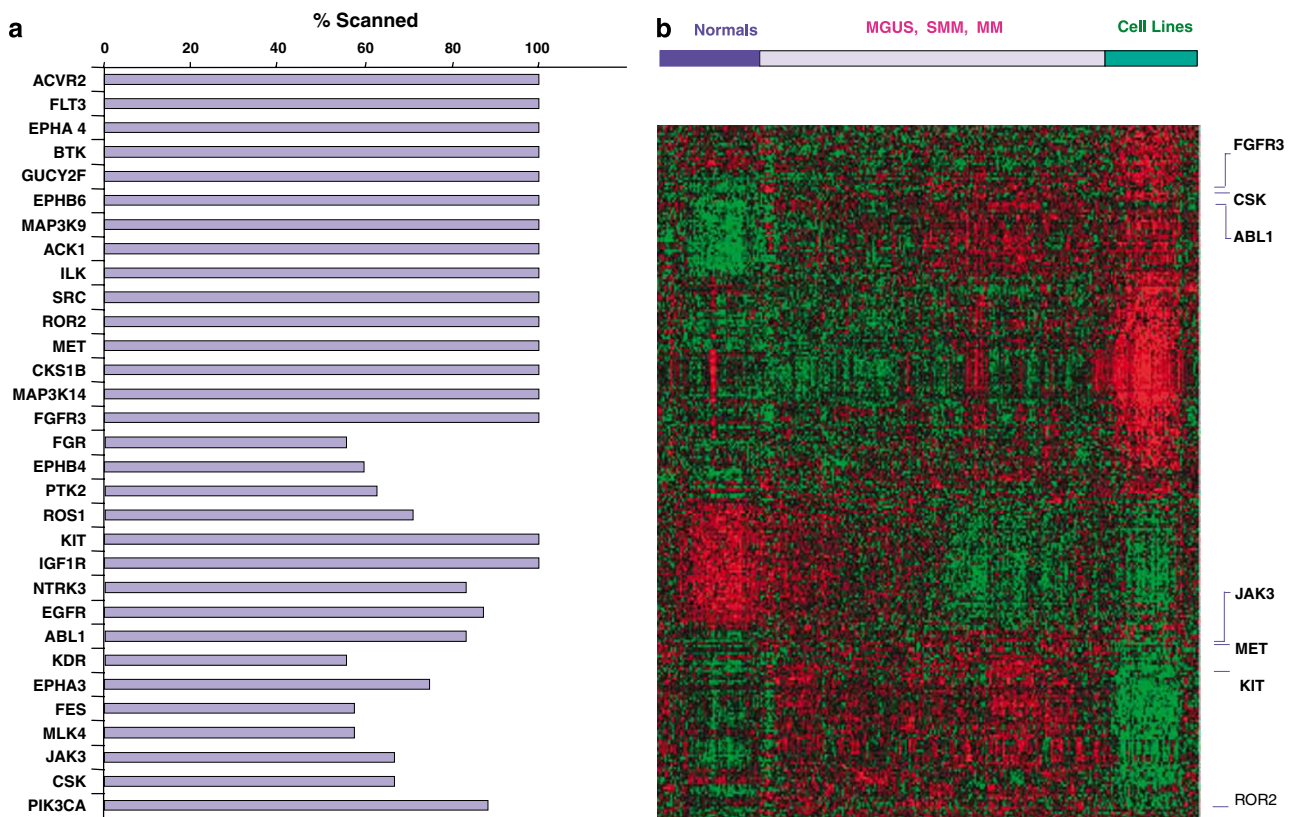 a
% Scanned
0 20 40 60 80 100
ACVR2
FLT3
EPHA 4
BTK
GUCY2F
EPHB6
MAP3K9
ACK1
ILK
SRC
ROR2
MET
CKS1B
MAP3K14
FGFR3
FGR
EPHB4
PTK2
ROS1
KIT
IGF1R
NTRK3
EGFR
ABL1
KDR
EPHA3
FES
MLK4
JAK3
CSK
PIK3CA
b
Normals MGUS, SMM, MM Cell Lines
FGFR3
CSK
ABL1
JAK3
MET
KIT
ROR2